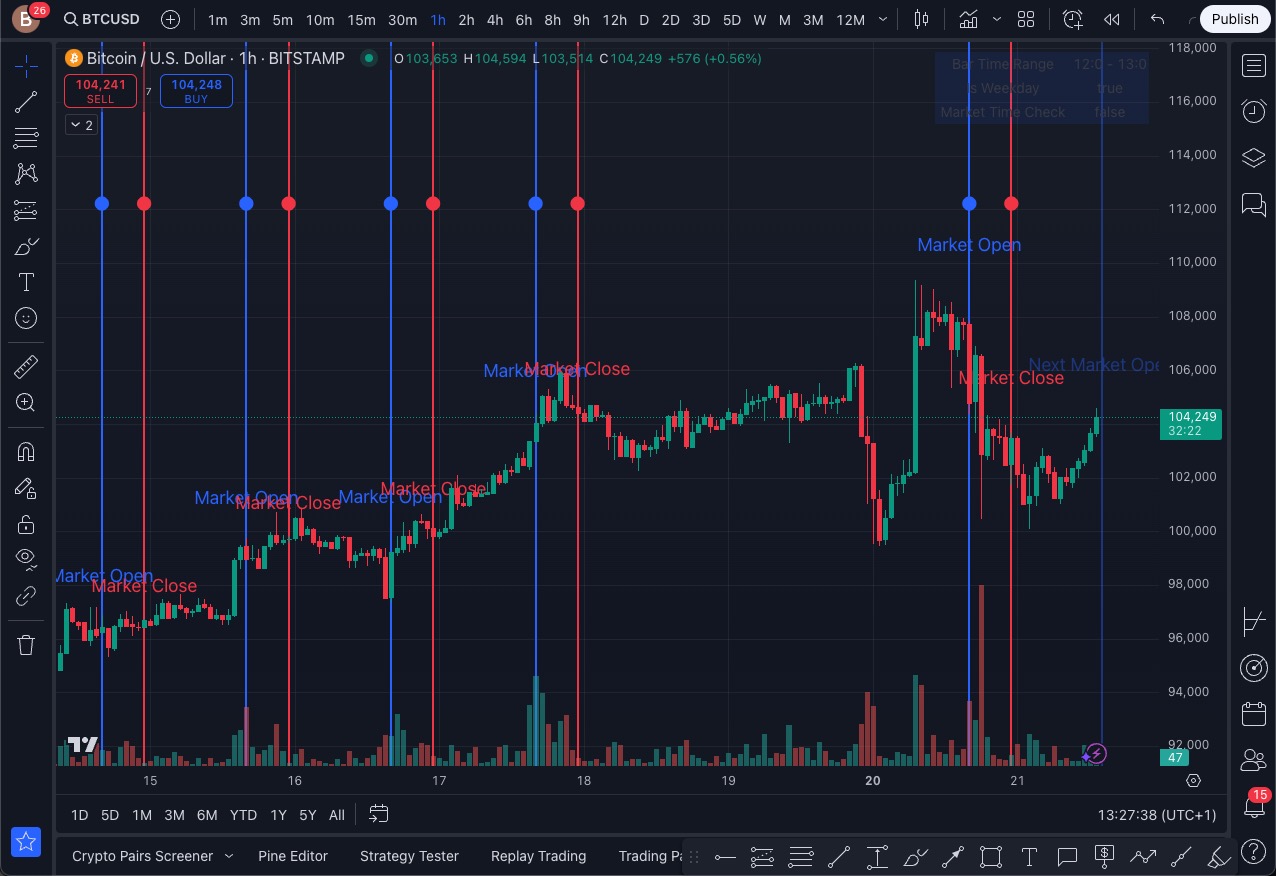 B 26 BTCUSD 1m 3m 5m 10m 15m 30m 1h 2h 4h 6h 8h 9h 12h D 2D 3D 5D W M 3M 12M Publish
Bitcoin / U.S. Dollar · 1h · BITSTAMP O103,653 H104,594 L103,514 C104,249 +576 (+0.56%)
104,241
SELL
7
104,248
BUY
2
Bar Time Range 12:0 - 13:0
Is Weekday true
Market Time Check false
118,000
116,000
114,000
112,000
110,000
108,000
106,000
104,249
32:22
102,000
100,000
98,000
96,000
94,000
92,000
47
Market Open
Market Close
Next Market Ope
Market Open
Market Close
Market Open
Market Close
Market Open
Market Close
Market Open
Market Close
15 16 17 18 19 20 21
1D 5D 1M 3M 6M YTD 1Y 5Y All
13:27:38 (UTC+1)
15
Crypto Pairs Screener Pine Editor Strategy Tester Replay Trading Trading Pa